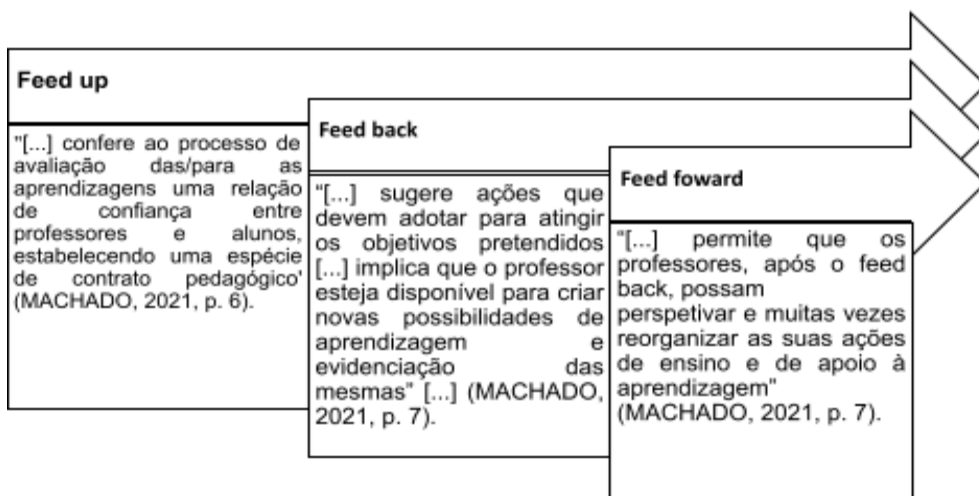 Feed up
"[...] confere ao processo de
avaliação das/para as
aprendizagens uma relação
de confiança entre
professores e alunos,
estabelecendo uma espécie
de contrato pedagógico'
(MACHADO, 2021, p. 6).
Feed back
"[...] sugere ações que
devem adotar para atingir
os objetivos pretendidos
[...] implica que o professor
esteja disponível para criar
novas possibilidades de
aprendizagem e
evidenciação das
mesmas" [...] (MACHADO,
2021, p. 7).
Feed foward
"[...] permite que os
professores, após o feed
back, possam
perspetivar e muitas vezes
reorganizar as suas ações
de ensino e de apoio à
aprendizagem"
(MACHADO, 2021, p. 7).